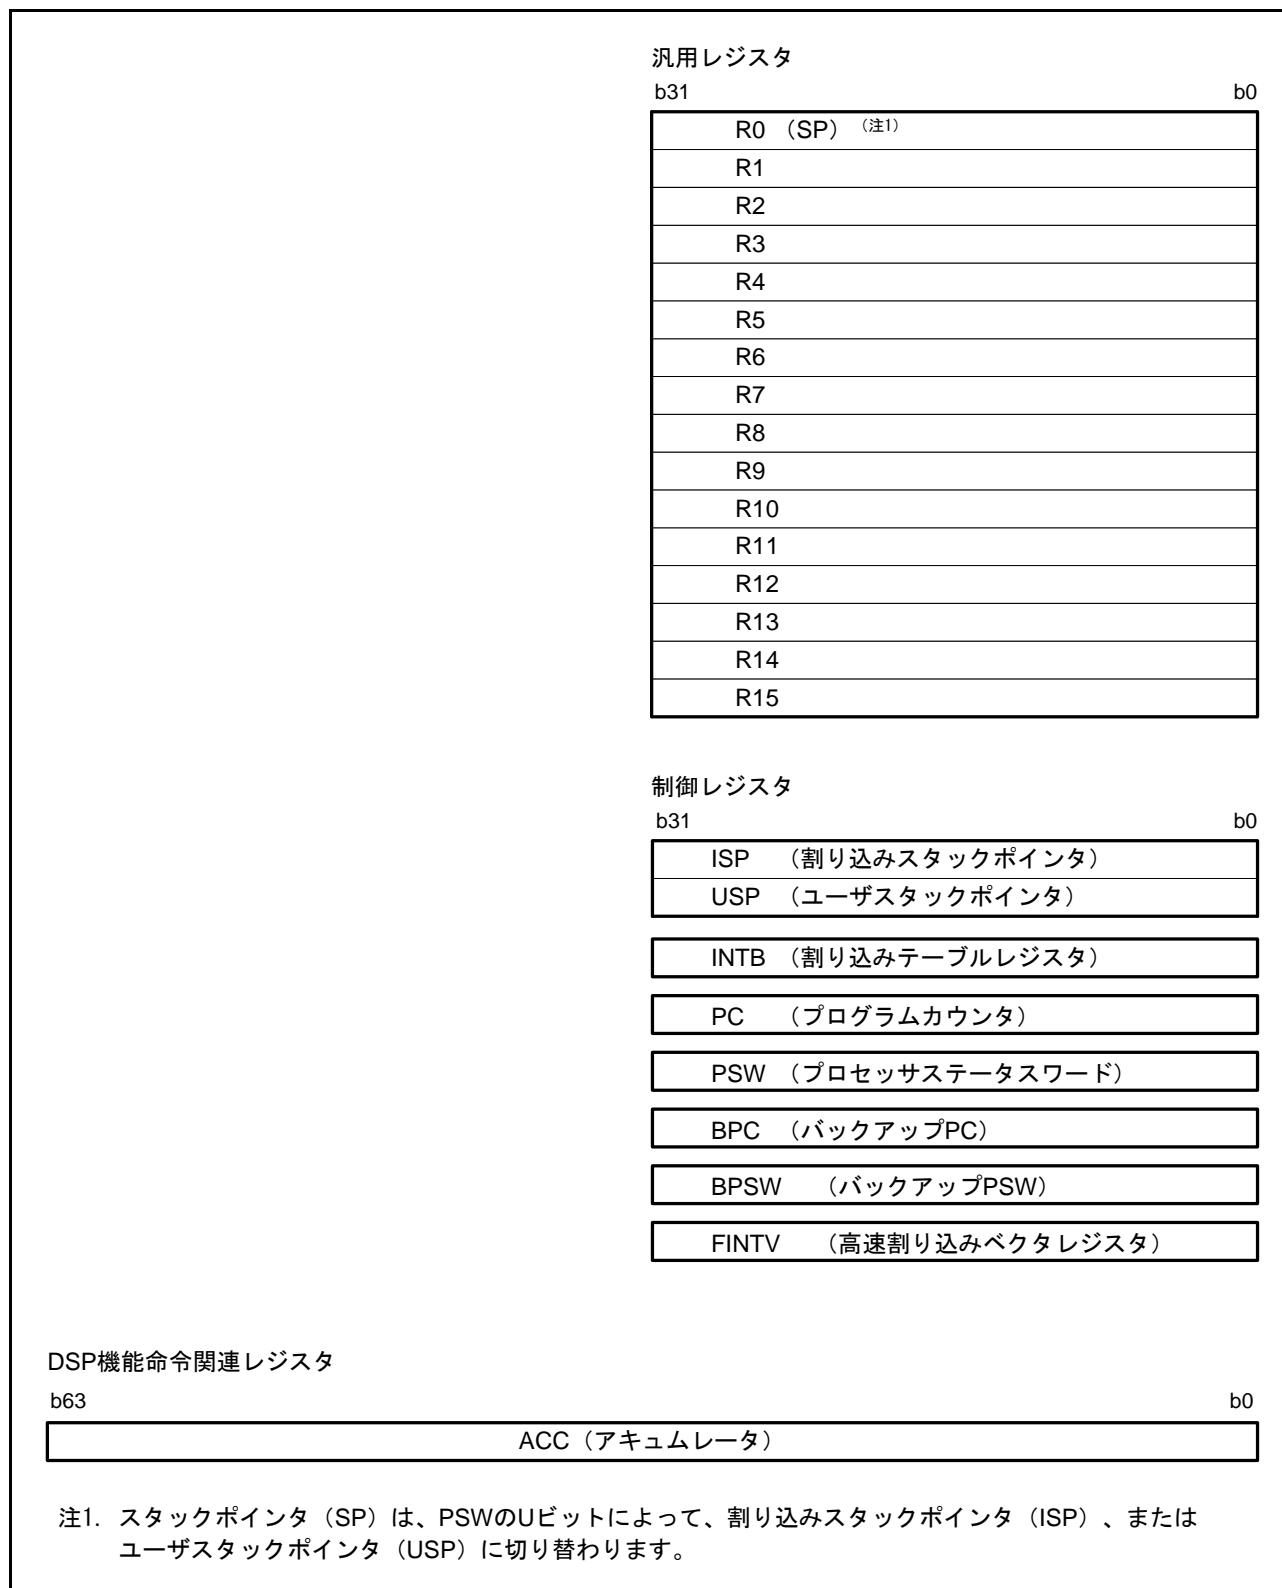 汎用レジスタ
b31 b0
R0 （SP） （注1）
R1
R2
R3
R4
R5
R6
R7
R8
R9
R10
R11
R12
R13
R14
R15
制御レジスタ
b31 b0
ISP （割り込みスタックポインタ）
USP （ユーザスタックポインタ）
INTB （割り込みテーブルレジスタ）
PC （プログラムカウンタ）
PSW （プロセッサステータスワード）
BPC （バックアップPC）
BPSW （バックアップPSW）
FINTV （高速割り込みベクタレジスタ）
DSP機能命令関連レジスタ
b63 b0
ACC（アキュムレータ）
注1. スタックポインタ（SP）は、PSWのUビットによって、割り込みスタックポインタ（ISP）、または
ユーザスタックポインタ（USP）に切り替わります。